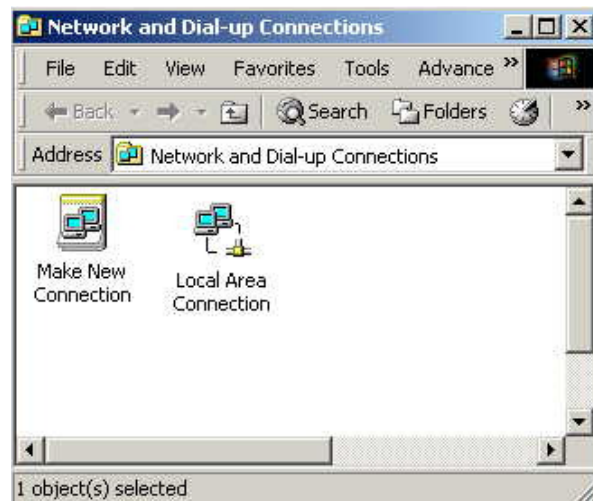 Network and Dial-up Connections
File Edit View Favorites Tools Advance »
Back Search Folders »
Address Network and Dial-up Connections
Make New Connection
Local Area Connection
1 object(s) selected